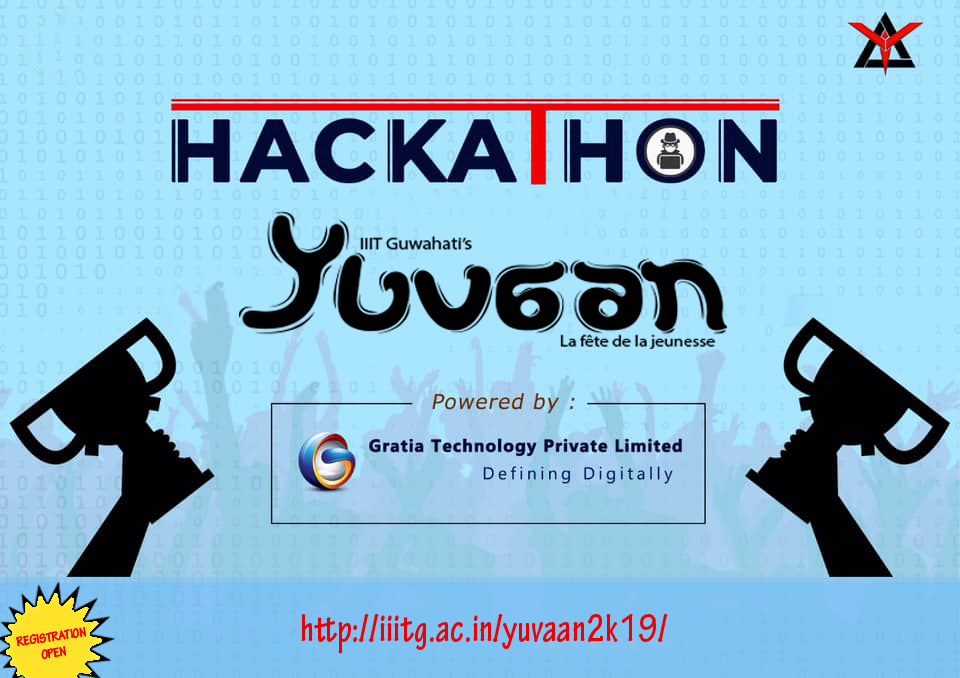 HACKATHON
IIIT Guwahati's
Yuvaan
La fête de la jeunesse
Powered by :
Gratia Technology Private Limited
Defining Digitally
http://iiitg.ac.in/yuvaan2k19/
REGISTRATION
OPEN